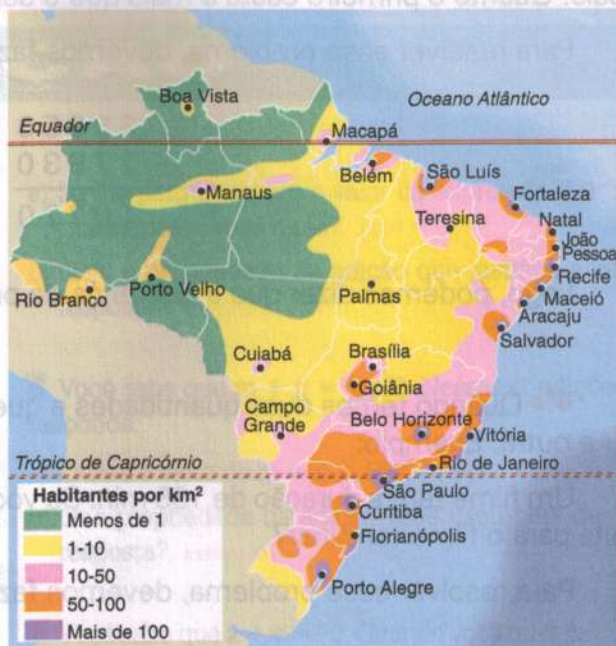 Boa Vista
Oceano Atlântico
Equador
Macapá
Belém
São Luís
Manaus
Fortaleza
Teresina
Natal
João
Pessoa
Recife
Rio Branco
Porto Velho
Palmas
Maceió
Aracaju
Salvador
Cuiabá
Brasília
Goiânia
Campo
Grande
Belo Horizonte
Vitória
Trópico de Capricórnio
Rio de Janeiro
São Paulo
Curitiba
Florianópolis
Porto Alegre
Habitantes por km²
Menos de 1
1-10
10-50
50-100
Mais de 100